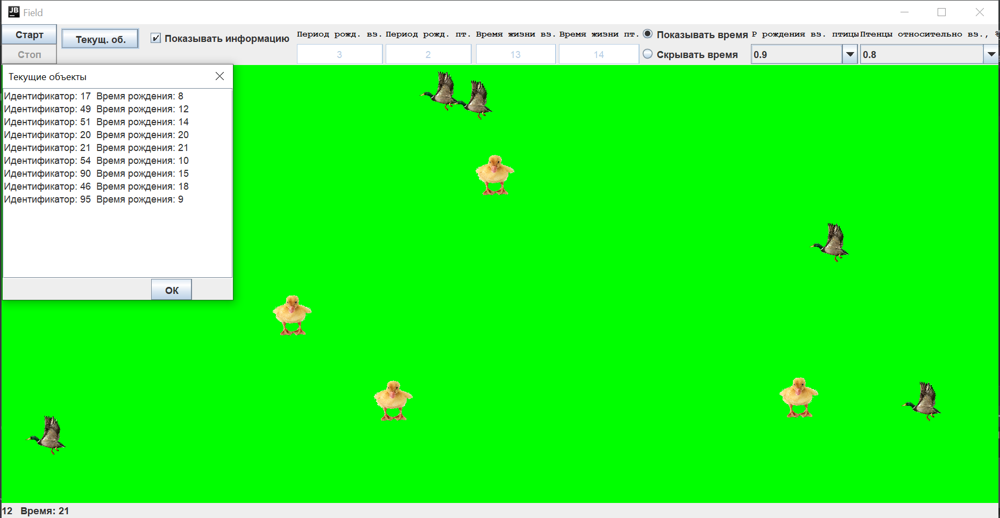 JB Field
Старт
Стоп
Текущ. об.
Показывать информацию
Период рожд. вз. Период рожд. пт. Время жизни вз. Время жизни пт.
3 2 13 14
Показывать время
Скрывать время
Р рождения вз. птицы Птенцы относительно вз., %
0.9 0.8
Текущие объекты
Идентификатор: 17 Время рождения: 8
Идентификатор: 49 Время рождения: 12
Идентификатор: 51 Время рождения: 14
Идентификатор: 20 Время рождения: 20
Идентификатор: 21 Время рождения: 21
Идентификатор: 54 Время рождения: 10
Идентификатор: 90 Время рождения: 15
Идентификатор: 46 Время рождения: 18
Идентификатор: 95 Время рождения: 9
ОК
12 Время: 21